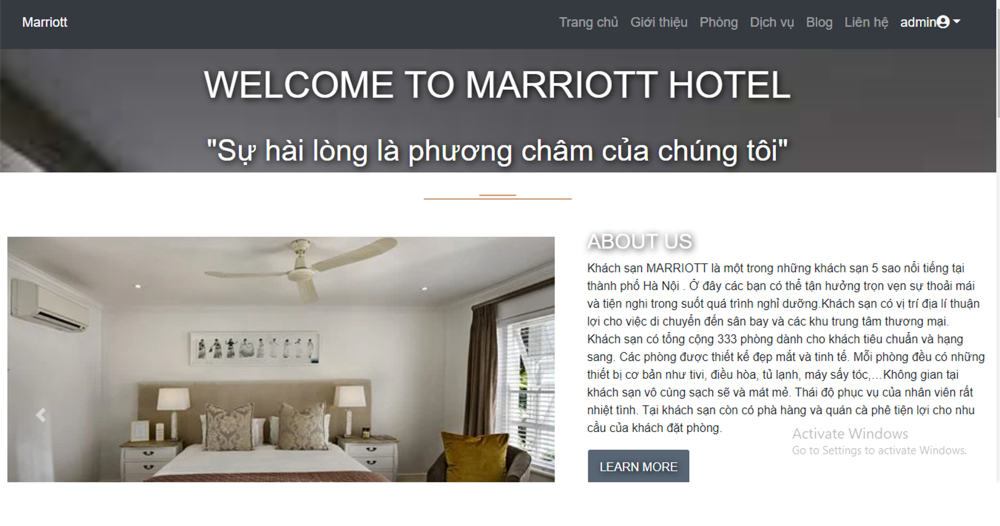 Marriott
Trang chủ Giới thiệu Phòng Dịch vụ Blog Liên hệ admin
WELCOME TO MARRIOTT HOTEL
"Sự hài lòng là phương châm của chúng tôi"
ABOUT US
Khách sạn MARRIOTT là một trong những khách sạn 5 sao nổi tiếng tại
thành phố Hà Nội . Ở đây các bạn có thể tận hưởng trọn vẹn sự thoải mái
và tiện nghi trong suốt quá trình nghỉ dưỡng.Khách sạn có vị trí địa lí thuận
lợi cho việc di chuyển đến sân bay và các khu trung tâm thương mại.
Khách sạn có tổng cộng 333 phòng dành cho khách tiêu chuẩn và hạng
sang. Các phòng được thiết kế đẹp mắt và tinh tế. Mỗi phòng đều có những
thiết bị cơ bản như tivi, điều hòa, tủ lạnh, máy sấy tóc,…Không gian tại
khách sạn vô cùng sạch sẽ và mát mẻ. Thái độ phục vụ của nhân viên rất
nhiệt tình. Tại khách sạn còn có phà hàng và quán cà phê tiện lợi cho nhu
cầu của khách đặt phòng.
Activate Windows
Go to Settings to activate Windows.
LEARN MORE